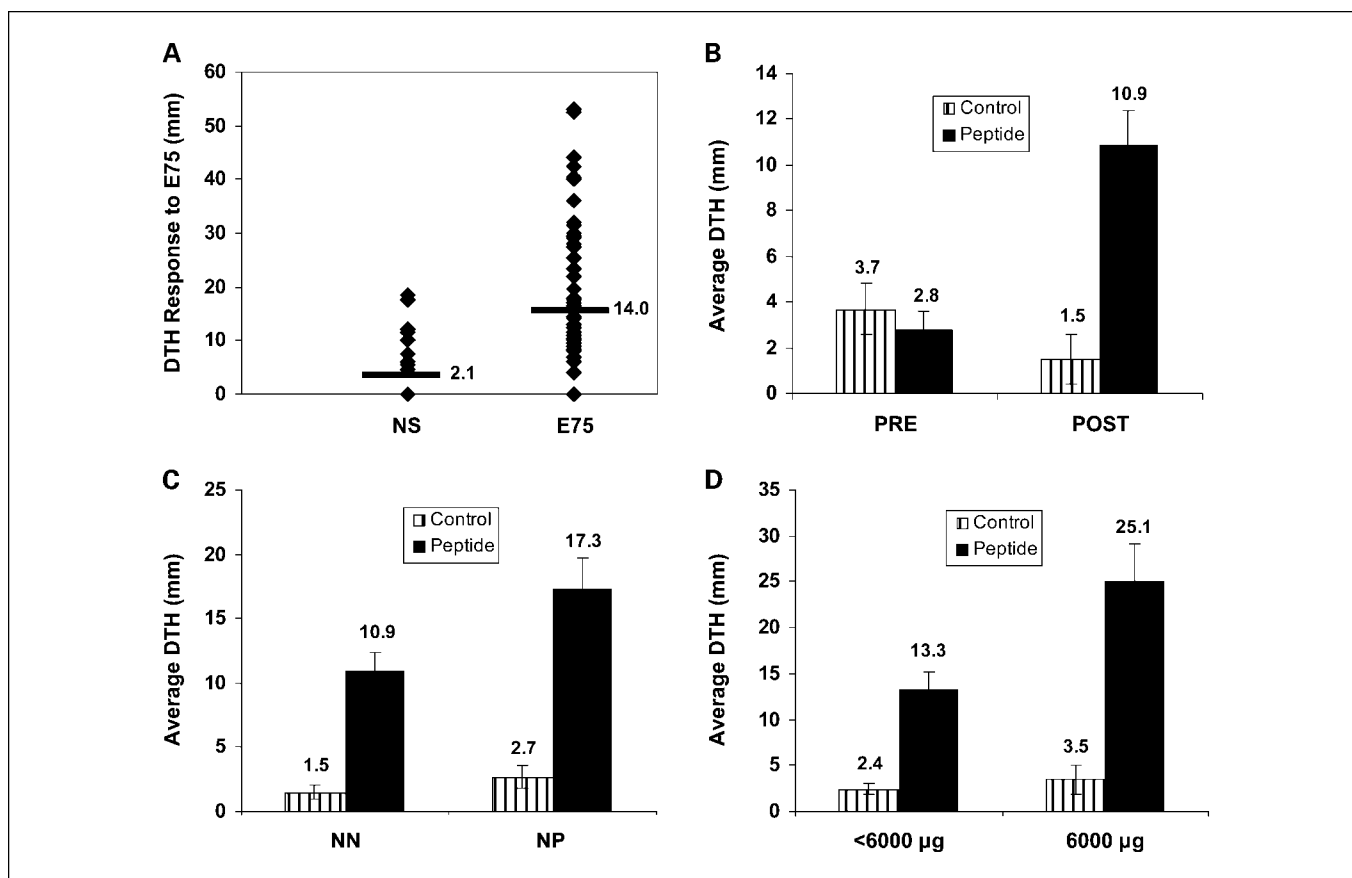 A
DTH Response to E75 (mm)
60
50
40
30
20
10
0
2.1
14.0
NS
E75
B
Average DTH (mm)
14
12
10
8
6
4
2
0
Control
Peptide
3.7
2.8
1.5
10.9
PRE
POST
C
Average DTH (mm)
25
20
15
10
5
0
Control
Peptide
1.5
10.9
2.7
17.3
NN
NP
D
Average DTH (mm)
35
30
25
20
15
10
5
0
Control
Peptide
2.4
13.3
3.5
25.1
<6000 µg
6000 µg